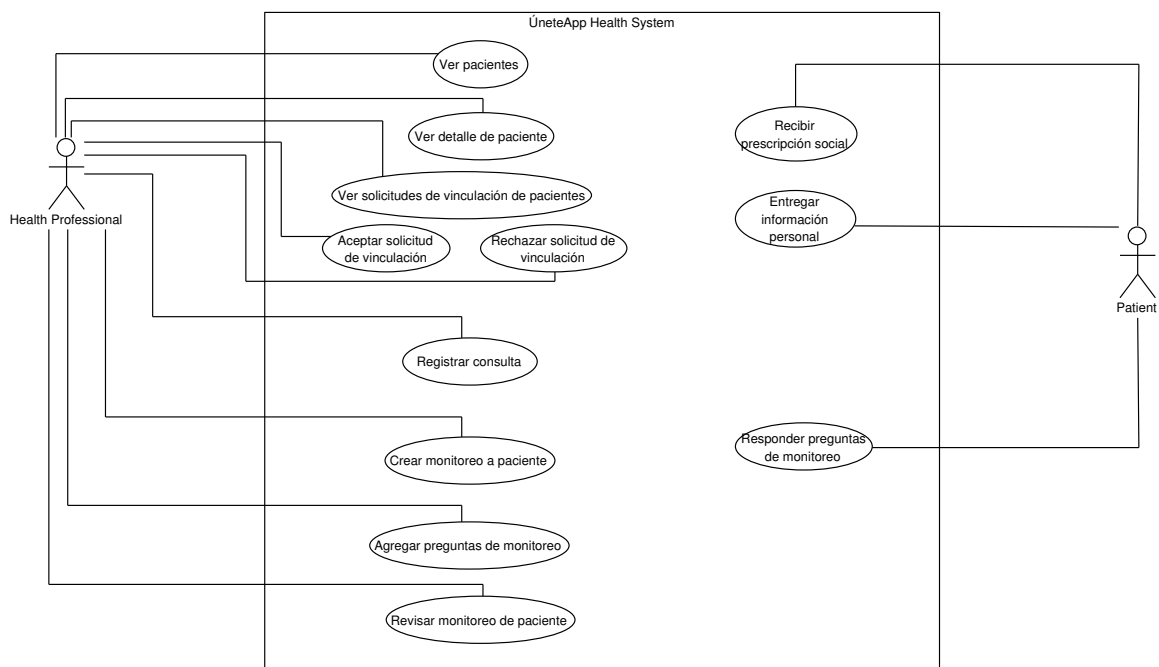 ÚneteApp Health System
Ver pacientes
Ver detalle de paciente
Recibir
prescripción social
Ver solicitudes de vinculación de pacientes
Entregar
información
personal
Health Professional
Aceptar solicitud
de vinculación
Rechazar solicitud de
vinculación
Patient
Registrar consulta
Responder preguntas
de monitoreo
Crear monitoreo a paciente
Agregar preguntas de monitoreo
Revisar monitoreo de paciente